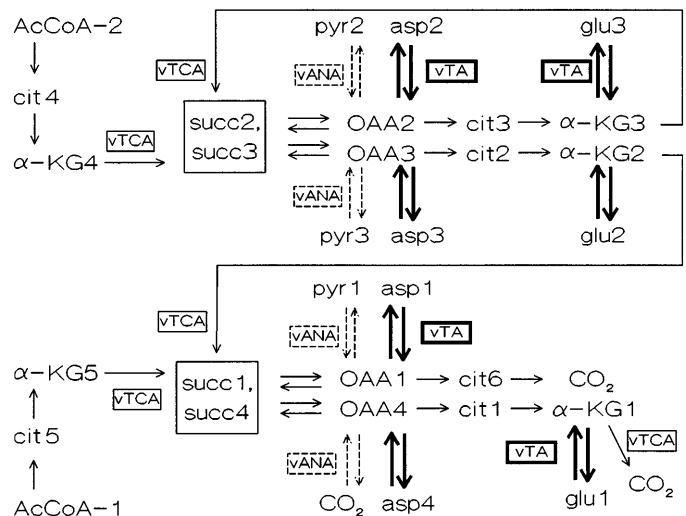 AcCoA-2 pyr2 asp2 glu3
vTCA vANA vTA vTA
cit4
succ2, OAA2 cit3 α-KG3
α-KG4 vTCA succ3 OAA3 cit2 α-KG2
vANA
pyr3 asp3 glu2
pyr1 asp1
vTCA vANA vTA
α-KG5 succ1, OAA1 cit6 CO₂
vTCA succ4 OAA4 cit1 α-KG1
cit5 vANA vTA vTCA
AcCoA-1 CO₂ asp4 glu1 CO₂